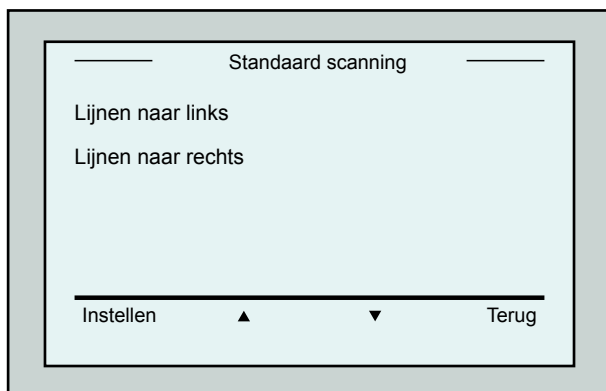 Standaard scanning
Lijnen naar links
Lijnen naar rechts
Instellen ▲ ▼ Terug